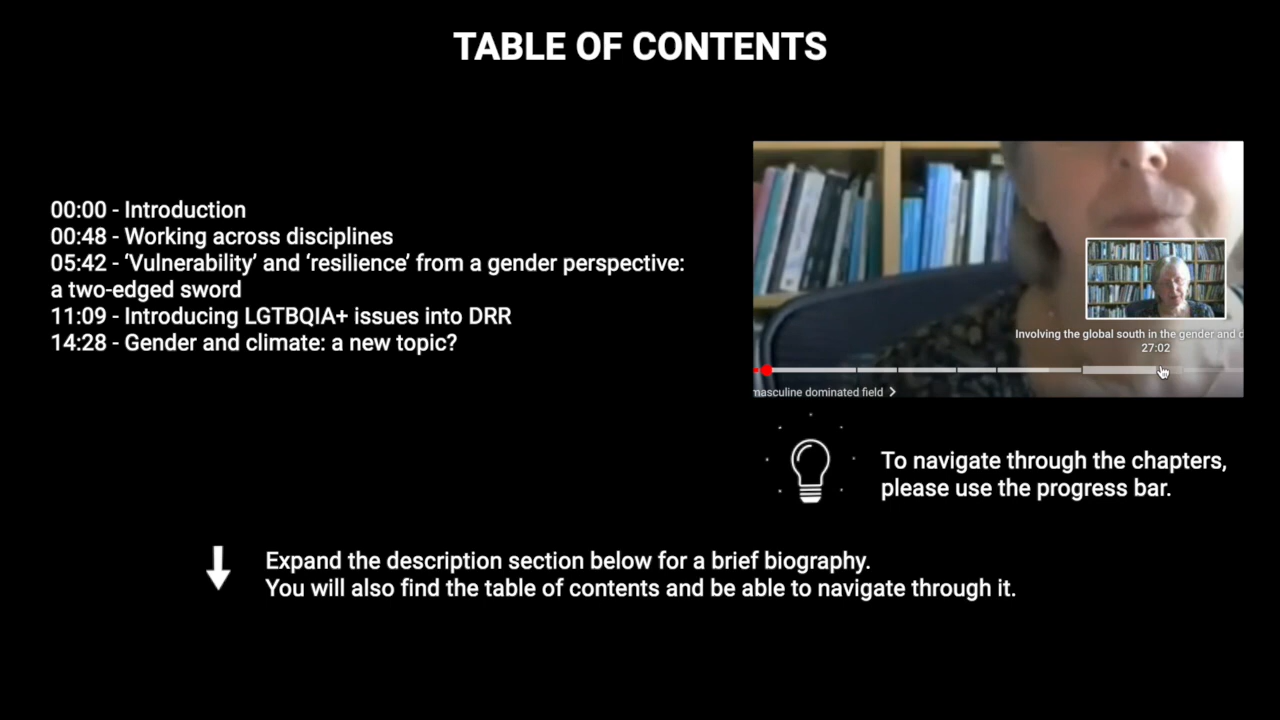 TABLE OF CONTENTS
00:00 - Introduction
00:48 - Working across disciplines
05:42 - ‘Vulnerability’ and ‘resilience’ from a gender perspective:
a two-edged sword
11:09 - Introducing LGTBQIA+ issues into DRR
14:28 - Gender and climate: a new topic?
Involving the global south in the gender and
27:02
masculine dominated field
To navigate through the chapters,
please use the progress bar.
Expand the description section below for a brief biography.
You will also find the table of contents and be able to navigate through it.